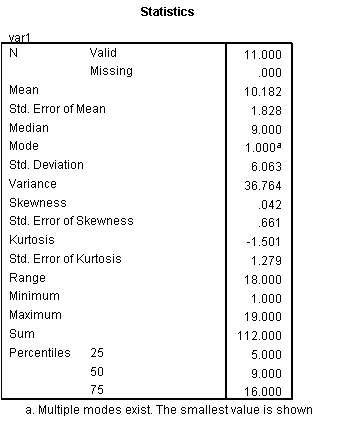 Statistics
var1
N Valid 11.000
Missing .000
Mean 10.182
Std. Error of Mean 1.828
Median 9.000
Mode 1.000a
Std. Deviation 6.063
Variance 36.764
Skewness .042
Std. Error of Skewness .661
Kurtosis -1.501
Std. Error of Kurtosis 1.279
Range 18.000
Minimum 1.000
Maximum 19.000
Sum 112.000
Percentiles 25 5.000
50 9.000
75 16.000
a. Multiple modes exist. The smallest value is shown